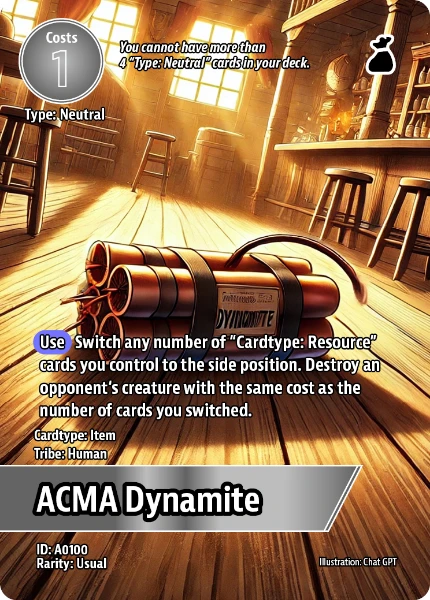 Costs
1
You cannot have more than
4 “Type: Neutral” cards in your deck.
Type: Neutral
Use Switch any number of “Cardtype: Resource”
cards you control to the side position. Destroy an
opponent’s creature with the same cost as the
number of cards you switched.
Cardtype: Item
Tribe: Human
ACMA Dynamite
ID: A0100
Rarity: Usual
Illustration: Chat GPT